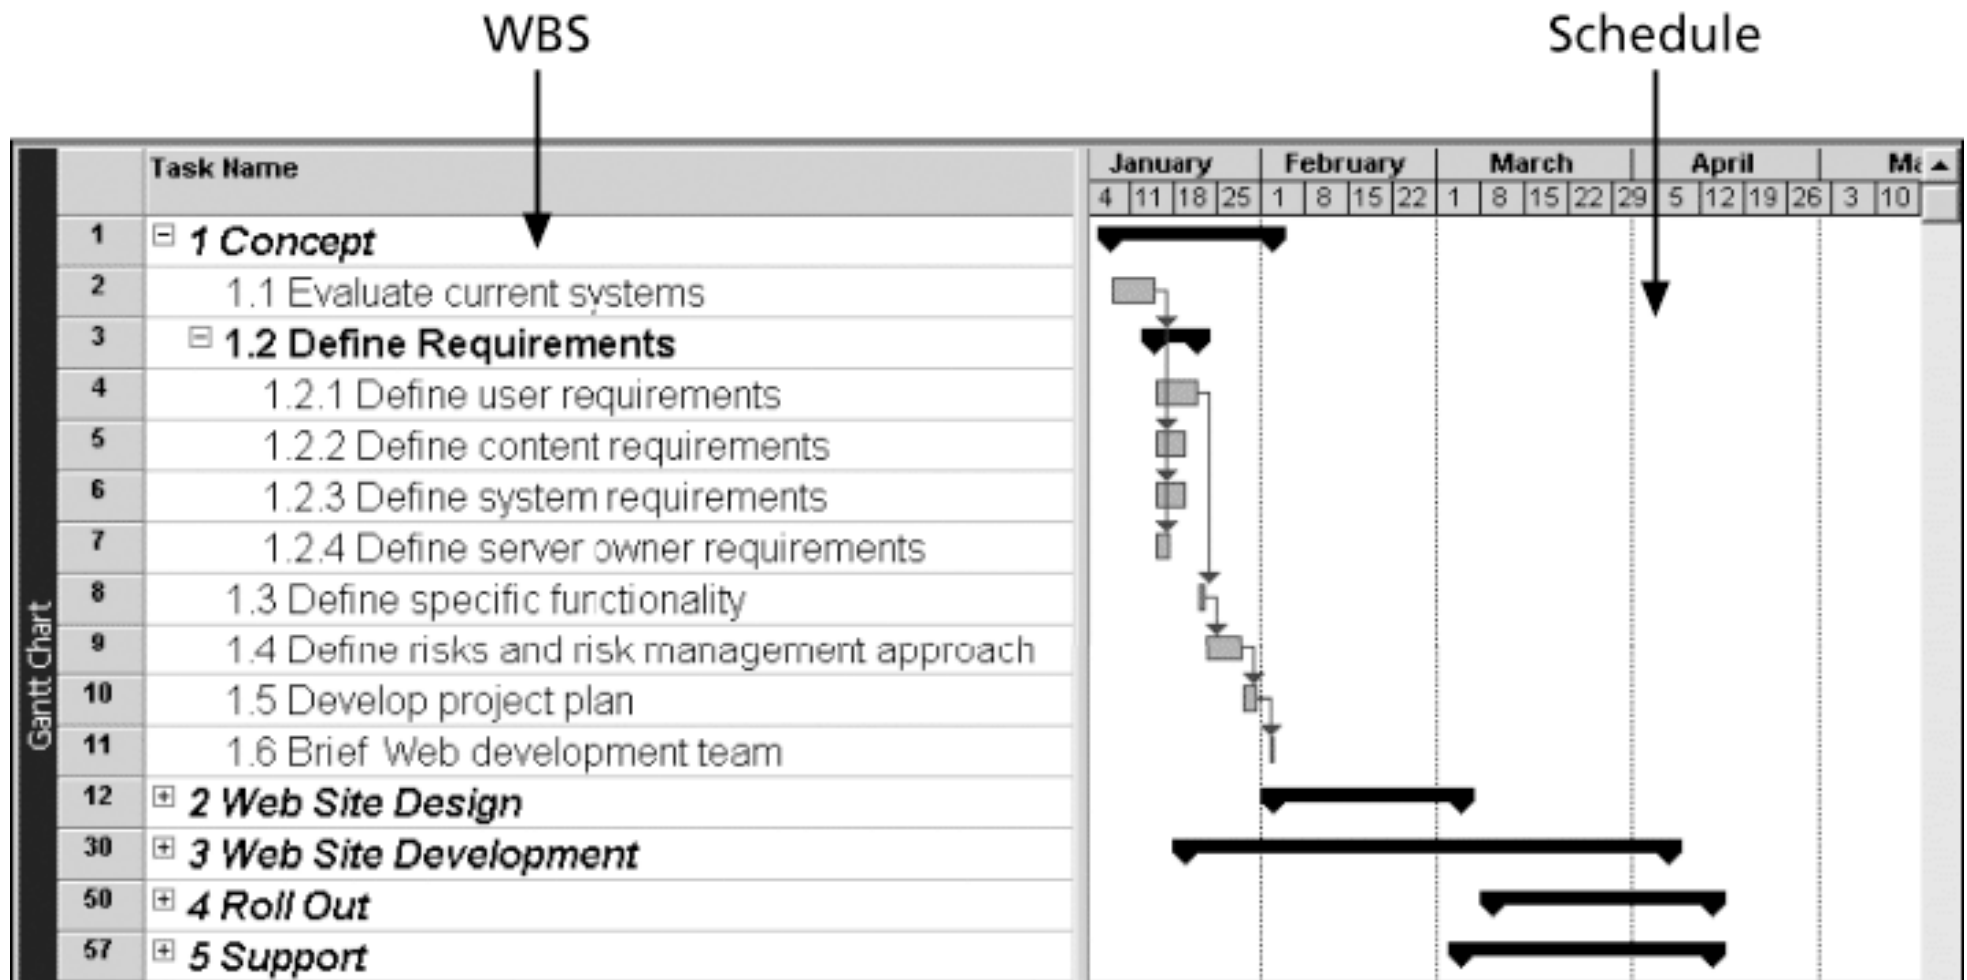 WBS Schedule
Task Name January February March April
4 11 18 25 1 8 15 22 1 8 15 22 29 5 12 19 26 3 10
1 1 Concept
2 1.1 Evaluate current systems
3 1.2 Define Requirements
4 1.2.1 Define user requirements
5 1.2.2 Define content requirements
6 1.2.3 Define system requirements
7 1.2.4 Define server owner requirements
8 1.3 Define specific functionality
9 1.4 Define risks and risk management approach
10 1.5 Develop project plan
11 1.6 Brief Web development team
12 2 Web Site Design
30 3 Web Site Development
50 4 Roll Out
57 5 Support
Gantt Chart